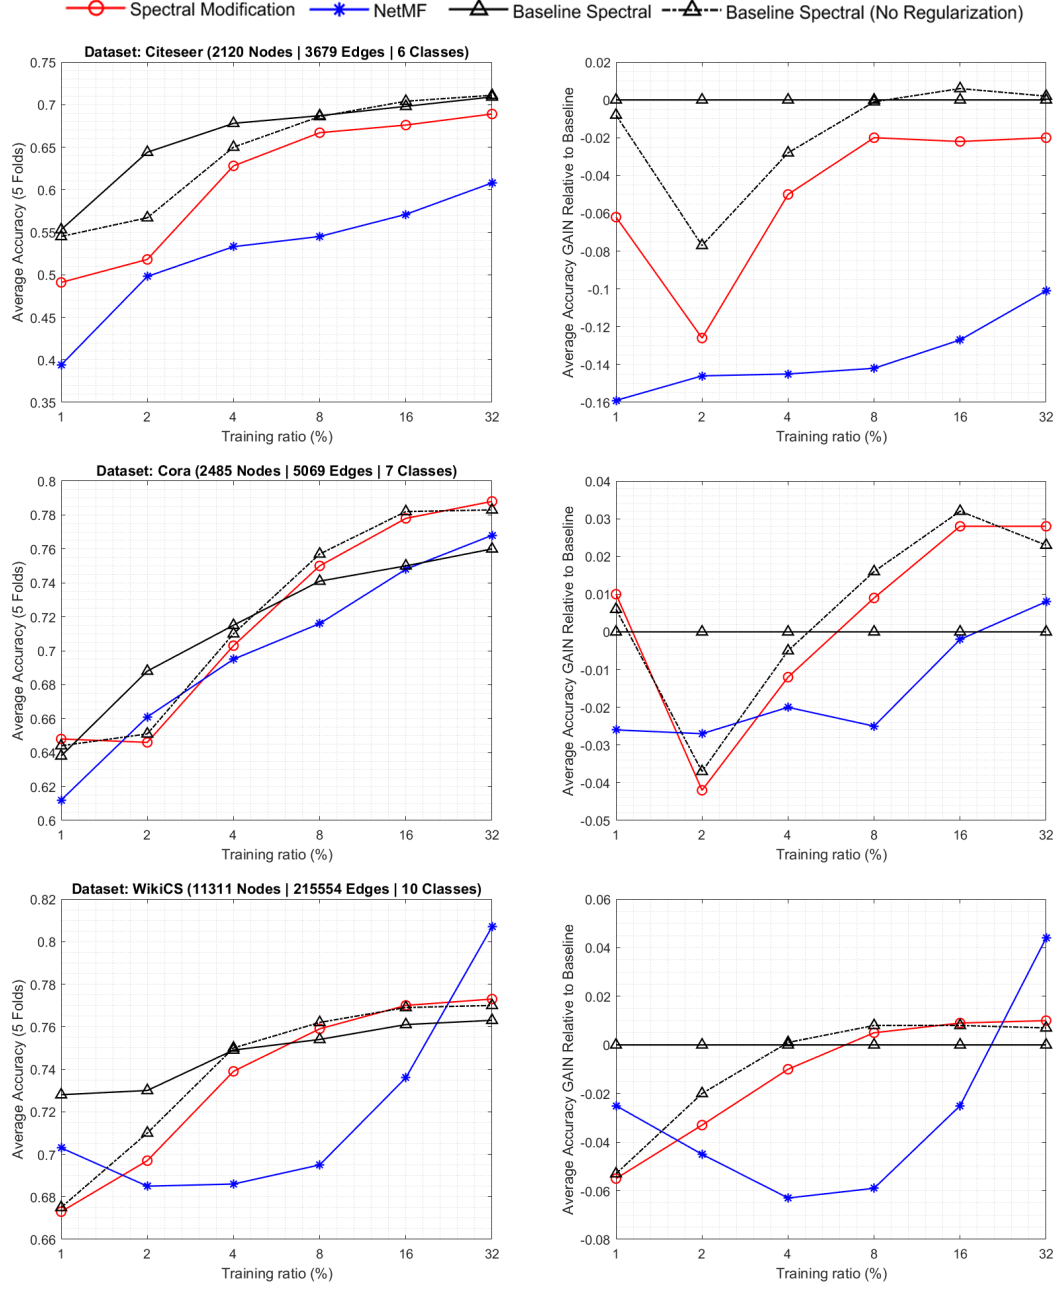 Spectral Modification NetMF Baseline Spectral Baseline Spectral (No Regularization)
Dataset: Citeseer (2120 Nodes | 3679 Edges | 6 Classes)
Average Accuracy (5 Folds)
0.75
0.7
0.65
0.6
0.55
0.5
0.45
0.4
0.35
1 2 4 8 16 32
Training ratio (%)
Average Accuracy GAIN Relative to Baseline
0.02
0
-0.02
-0.04
-0.06
-0.08
-0.1
-0.12
-0.14
-0.16
1 2 4 8 16 32
Training ratio (%)
Dataset: Cora (2485 Nodes | 5069 Edges | 7 Classes)
Average Accuracy (5 Folds)
0.8
0.78
0.76
0.74
0.72
0.7
0.68
0.66
0.64
0.62
0.6
1 2 4 8 16 32
Training ratio (%)
Average Accuracy GAIN Relative to Baseline
0.04
0.03
0.02
0.01
0
-0.01
-0.02
-0.03
-0.04
-0.05
1 2 4 8 16 32
Training ratio (%)
Dataset: WikiCS (11311 Nodes | 215554 Edges | 10 Classes)
Average Accuracy (5 Folds)
0.82
0.8
0.78
0.76
0.74
0.72
0.7
0.68
0.66
1 2 4 8 16 32
Training ratio (%)
Average Accuracy GAIN Relative to Baseline
0.06
0.04
0.02
0
-0.02
-0.04
-0.06
-0.08
1 2 4 8 16 32
Training ratio (%)